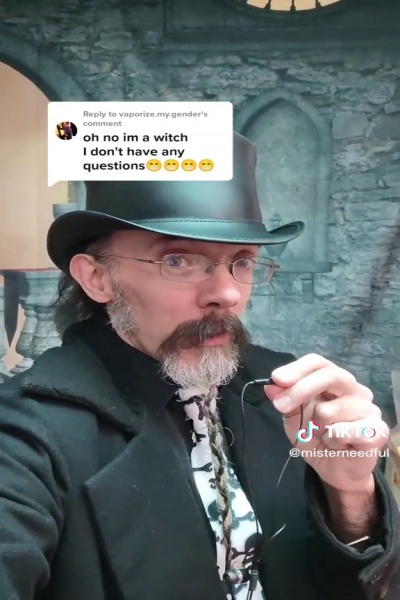 Reply to vaporize.my.gender's
comment
oh no im a witch
I don't have any
questions😁😁😁😁
TikTok
@misterneedful